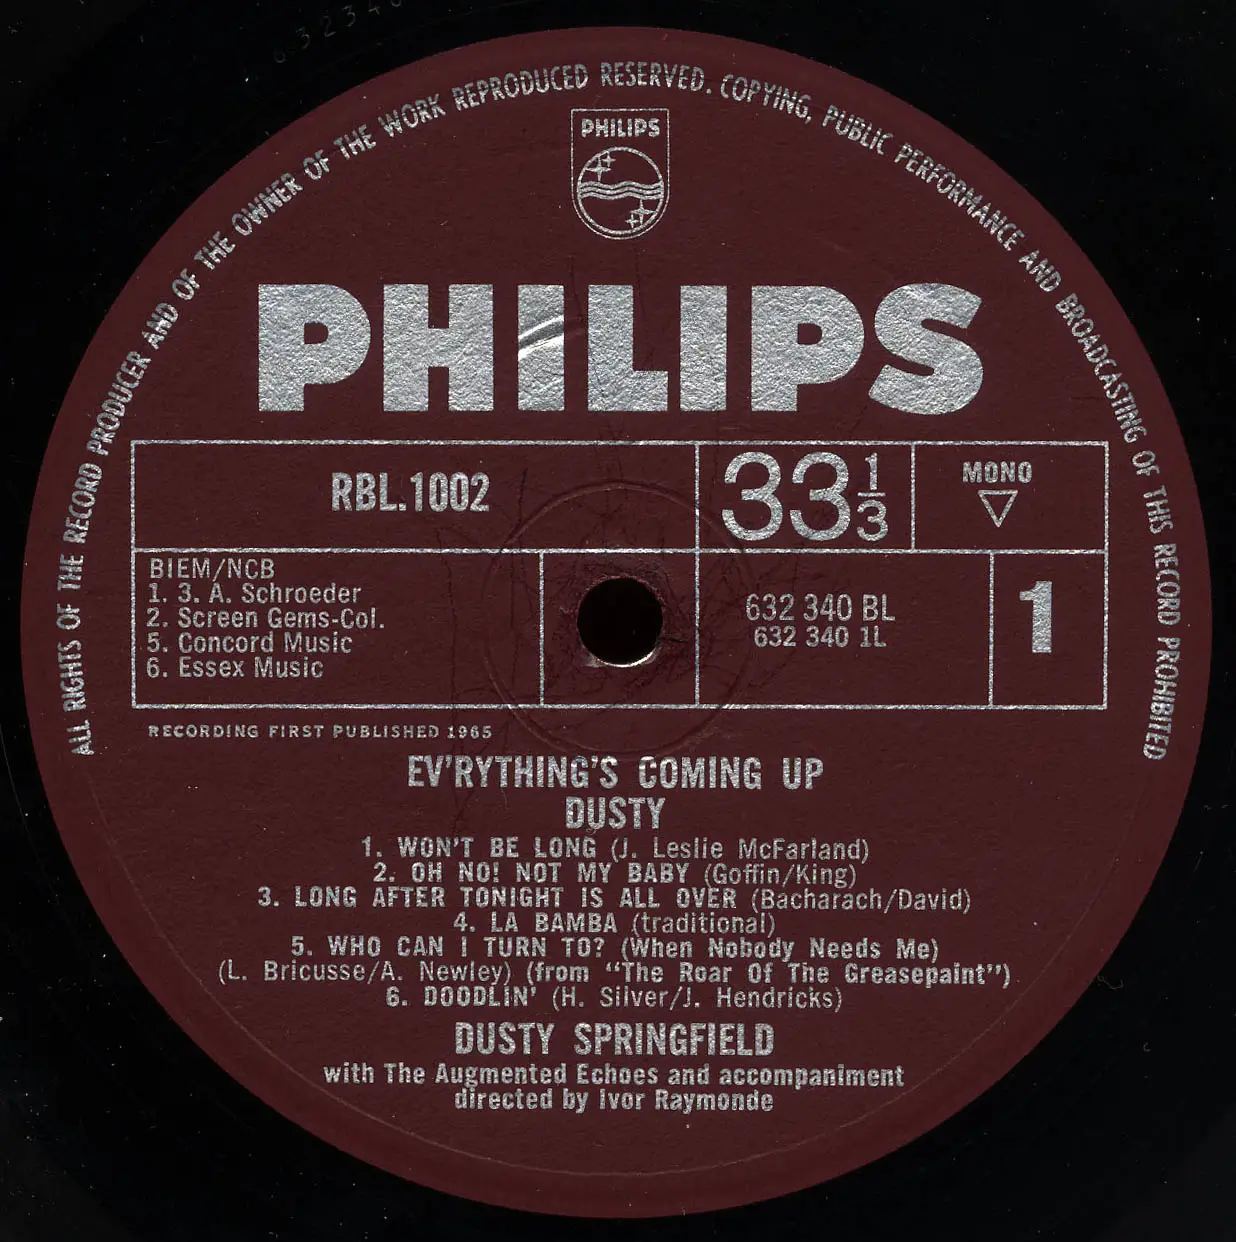 632340
ALL RIGHTS OF THE RECORD PRODUCER AND OF THE OWNER OF THE WORK REPRODUCED RESERVED. COPYING, PUBLIC PERFORMANCE AND BROADCASTING OF THIS RECORD PROHIBITED
PHILIPS
PHILIPS
RBL.1002
33 1/3
MONO
BIEM/NCB
1. 3. A. Schroeder
2. Screen Gems-Col.
5. Concord Music
6. Essex Music
632 340 BL
632 340 1L
1
RECORDING FIRST PUBLISHED 1965
EV'RYTHING'S COMING UP
DUSTY
1. WON'T BE LONG (J. Leslie McFarland)
2. OH NO! NOT MY BABY (Goffin/King)
3. LONG AFTER TONIGHT IS ALL OVER (Bacharach/David)
4. LA BAMBA (traditional)
5. WHO CAN I TURN TO? (When Nobody Needs Me)
(L. Bricusse/A. Newley) (from "The Roar Of The Greasepaint")
6. DOODLIN' (H. Silver/J. Hendricks)
DUSTY SPRINGFIELD
with The Augmented Echoes and accompaniment
directed by Ivor Raymonde